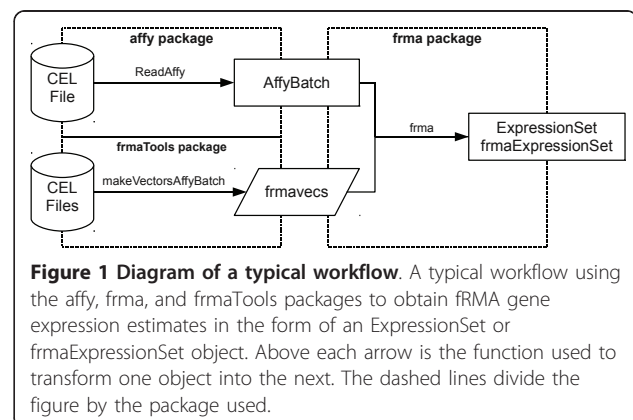 affy package
frma package
CEL
File
ReadAffy
AffyBatch
frma
ExpressionSet
frmaExpressionSet
frmaTools package
CEL
Files
makeVectorsAffyBatch
frmavecs
Figure 1 Diagram of a typical workflow. A typical workflow using
the affy, frma, and frmaTools packages to obtain fRMA gene
expression estimates in the form of an ExpressionSet or
frmaExpressionSet object. Above each arrow is the function used to
transform one object into the next. The dashed lines divide the
figure by the package used.